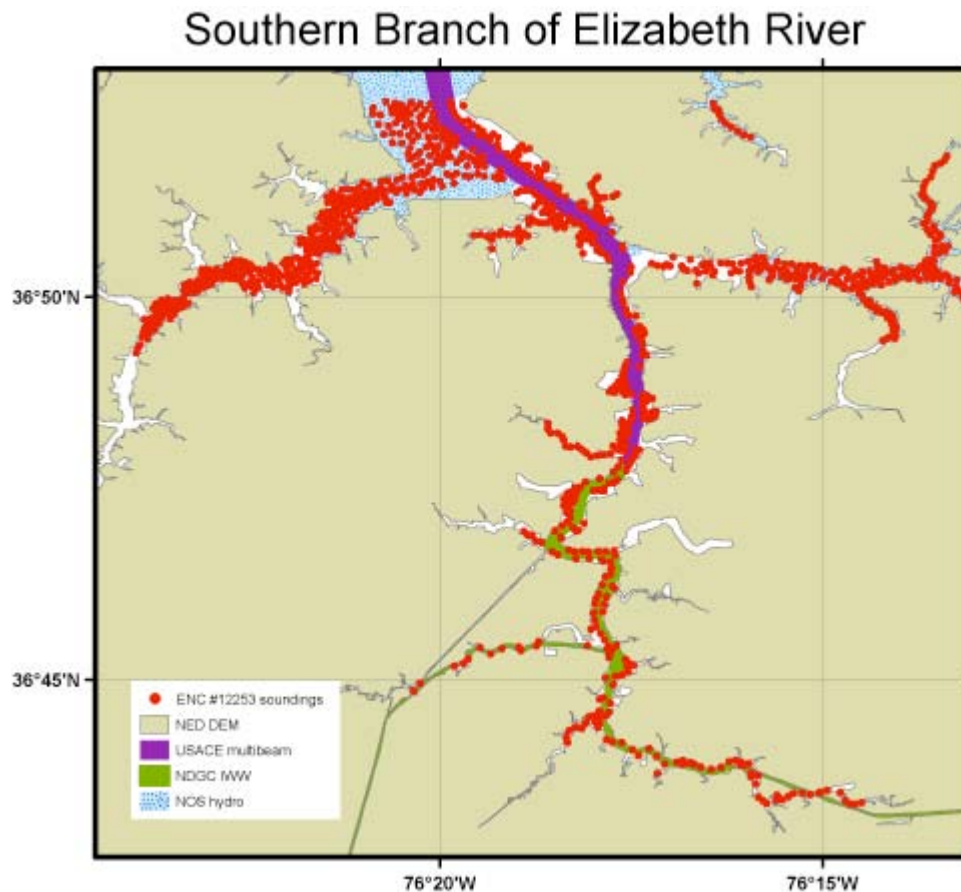 Southern Branch of Elizabeth River
36°50'N
36°45'N
ENC #12253 soundings
NED DEM
USACE multibeam
NDGC IWW
NOS hydro
76°20'W
76°15'W